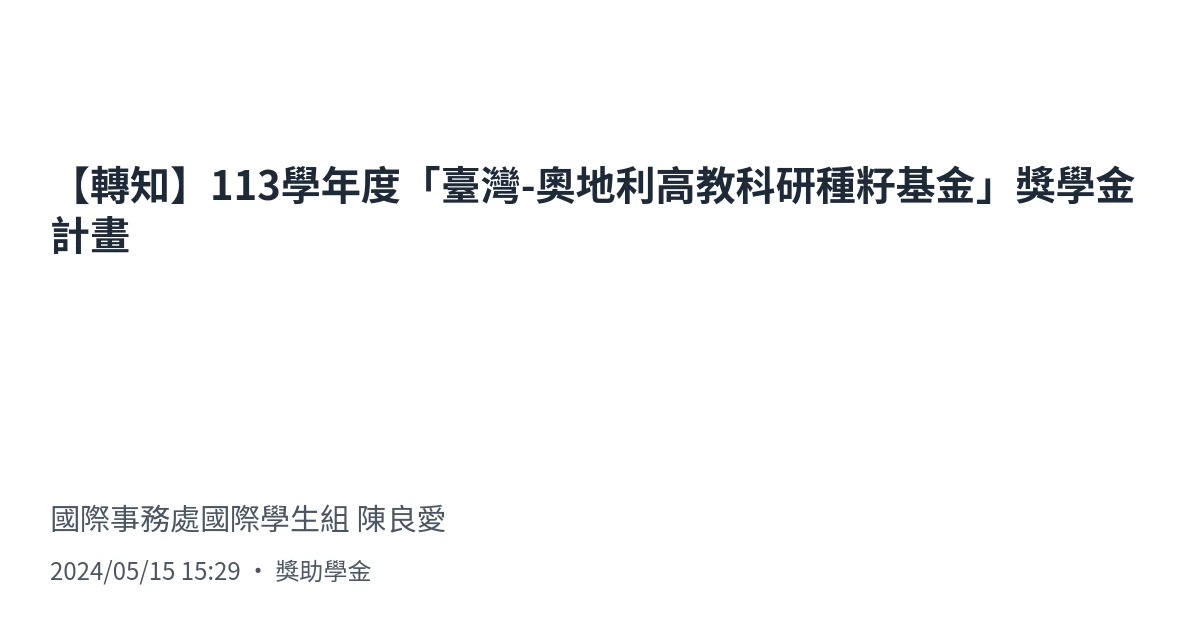 【轉知】113學年度「臺灣-奧地利高教科研種籽基金」獎學金
計畫
國際事務處國際學生組 陳良愛
2024/05/15 15:29 ・ 獎助學金